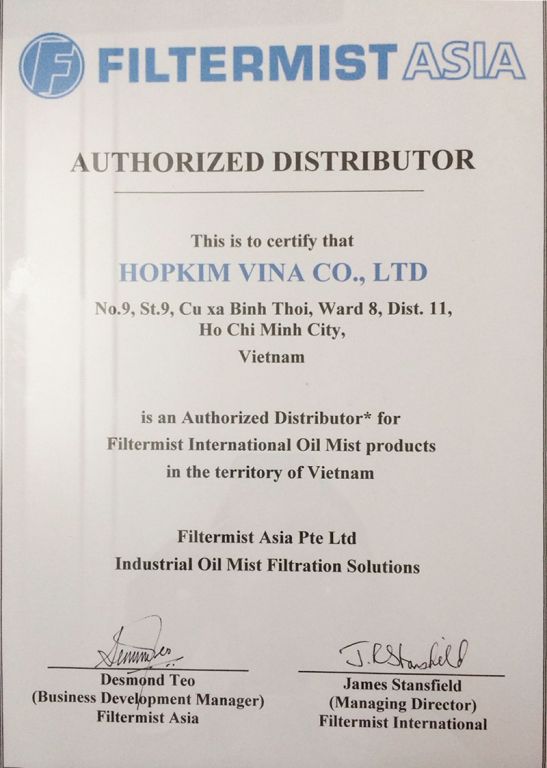 FILTERMIST ASIA
AUTHORIZED DISTRIBUTOR
This is to certify that
HOPKIM VINA CO., LTD
No.9, St.9, Cu xa Binh Thoi, Ward 8, Dist. 11,
Ho Chi Minh City,
Vietnam
is an Authorized Distributor* for
Filtermist International Oil Mist products
in the territory of Vietnam
Filtermist Asia Pte Ltd
Industrial Oil Mist Filtration Solutions
J.R Stansfield
Desmond Teo
(Business Development Manager)
Filtermist Asia
James Stansfield
(Managing Director)
Filtermist International